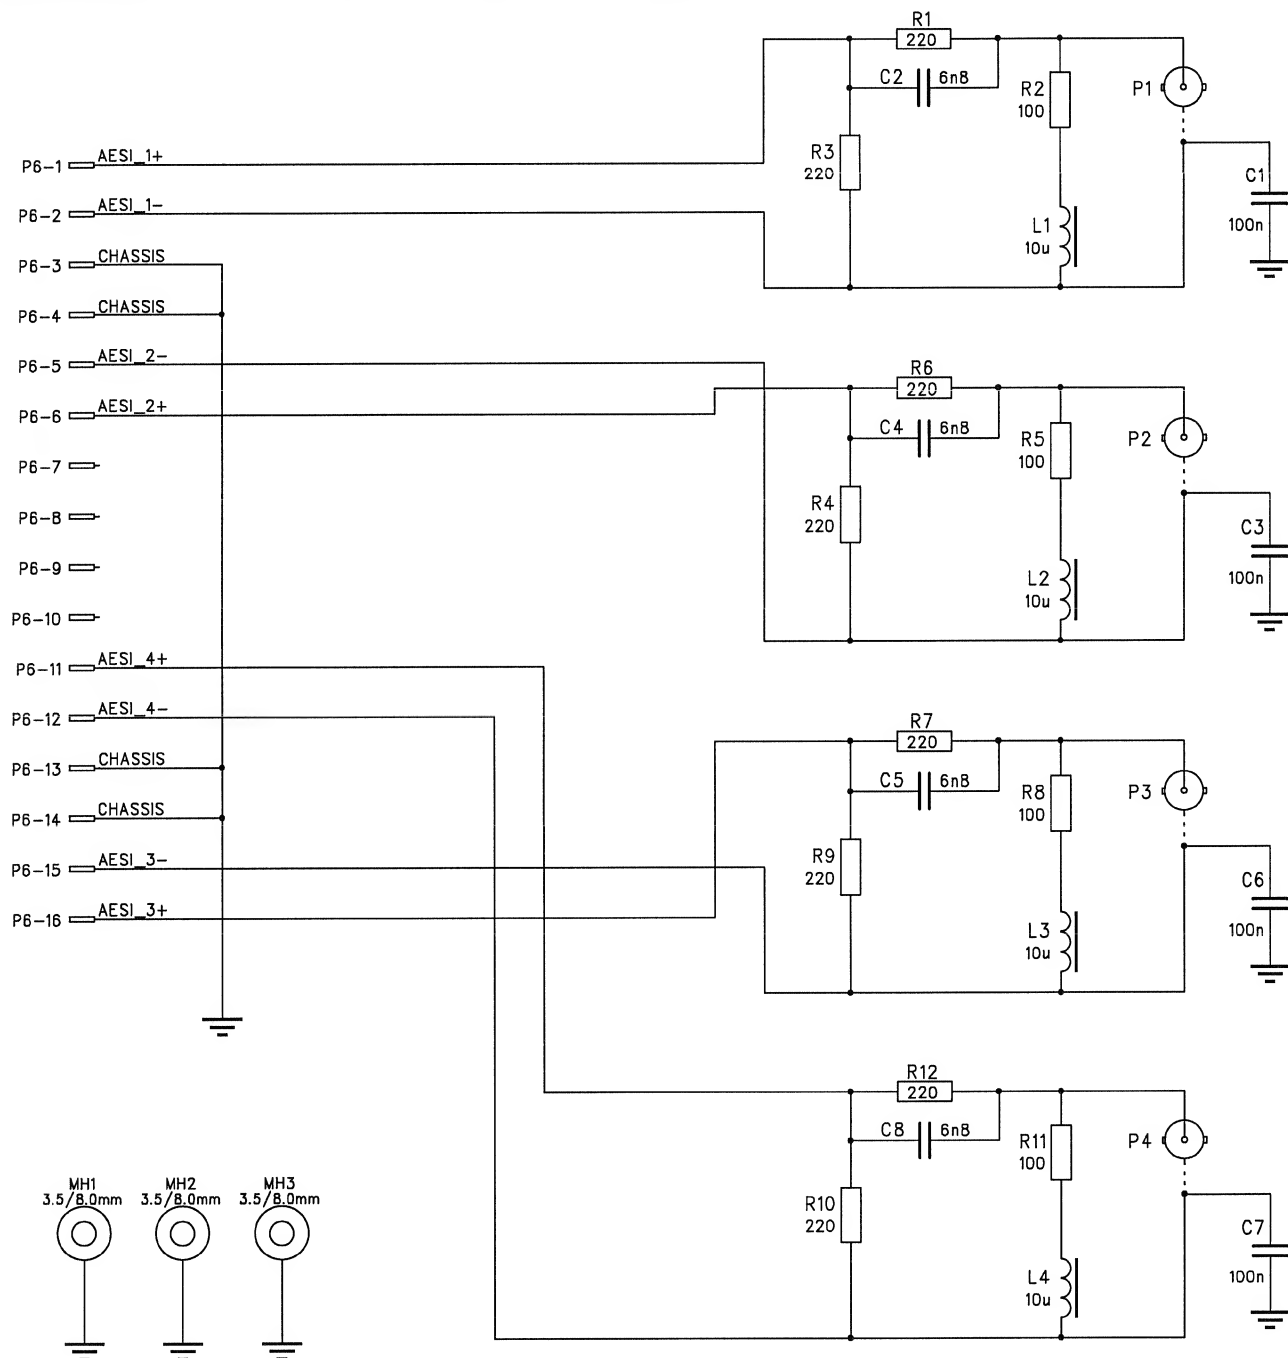 R1
220
C2 6n8
R2
100
P1
R3
220
P6-1 AESI_1+
C1
P6-2 AESI_1-
L1
10u
100n
P6-3 CHASSIS
P6-4 CHASSIS
P6-5 AESI_2-
R6
220
P6-6 AESI_2+
C4 6n8
R5
100
P2
P6-7
R4
220
P6-8
C3
P6-9
L2
10u
100n
P6-10
P6-11 AESI_4+
P6-12 AESI_4-
R7
220
P6-13 CHASSIS
C5 6n8
R8
100
P3
P6-14 CHASSIS
R9
220
P6-15 AESI_3-
C6
P6-16 AESI_3+
L3
10u
100n
R12
220
C8 6n8
R11
100
P4
MH1
3.5/8.0mm
MH2
3.5/8.0mm
MH3
3.5/8.0mm
R10
220
C7
L4
10u
100n